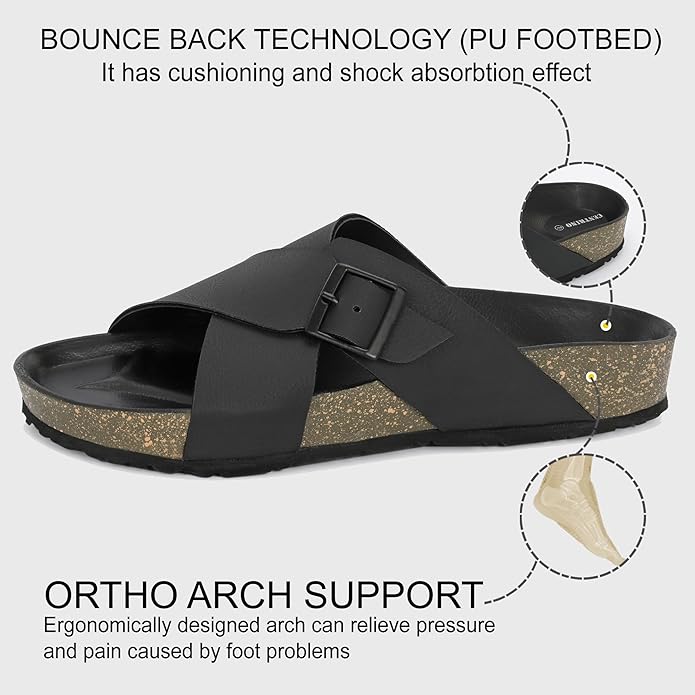 BOUNCE BACK TECHNOLOGY (PU FOOTBED)
It has cushioning and shock absorbtion effect
CENTRINO
ORTHO ARCH SUPPORT
Ergonomically designed arch can relieve pressure
and pain caused by foot problems